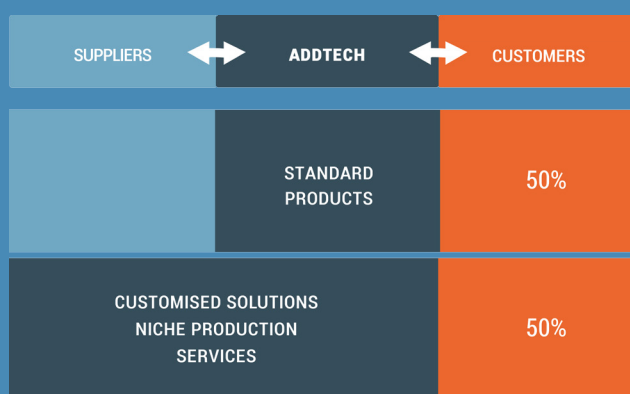 SUPPLIERS
ADDTECH
CUSTOMERS
STANDARD
PRODUCTS
50%
CUSTOMISED SOLUTIONS
NICHE PRODUCTION
SERVICES
50%